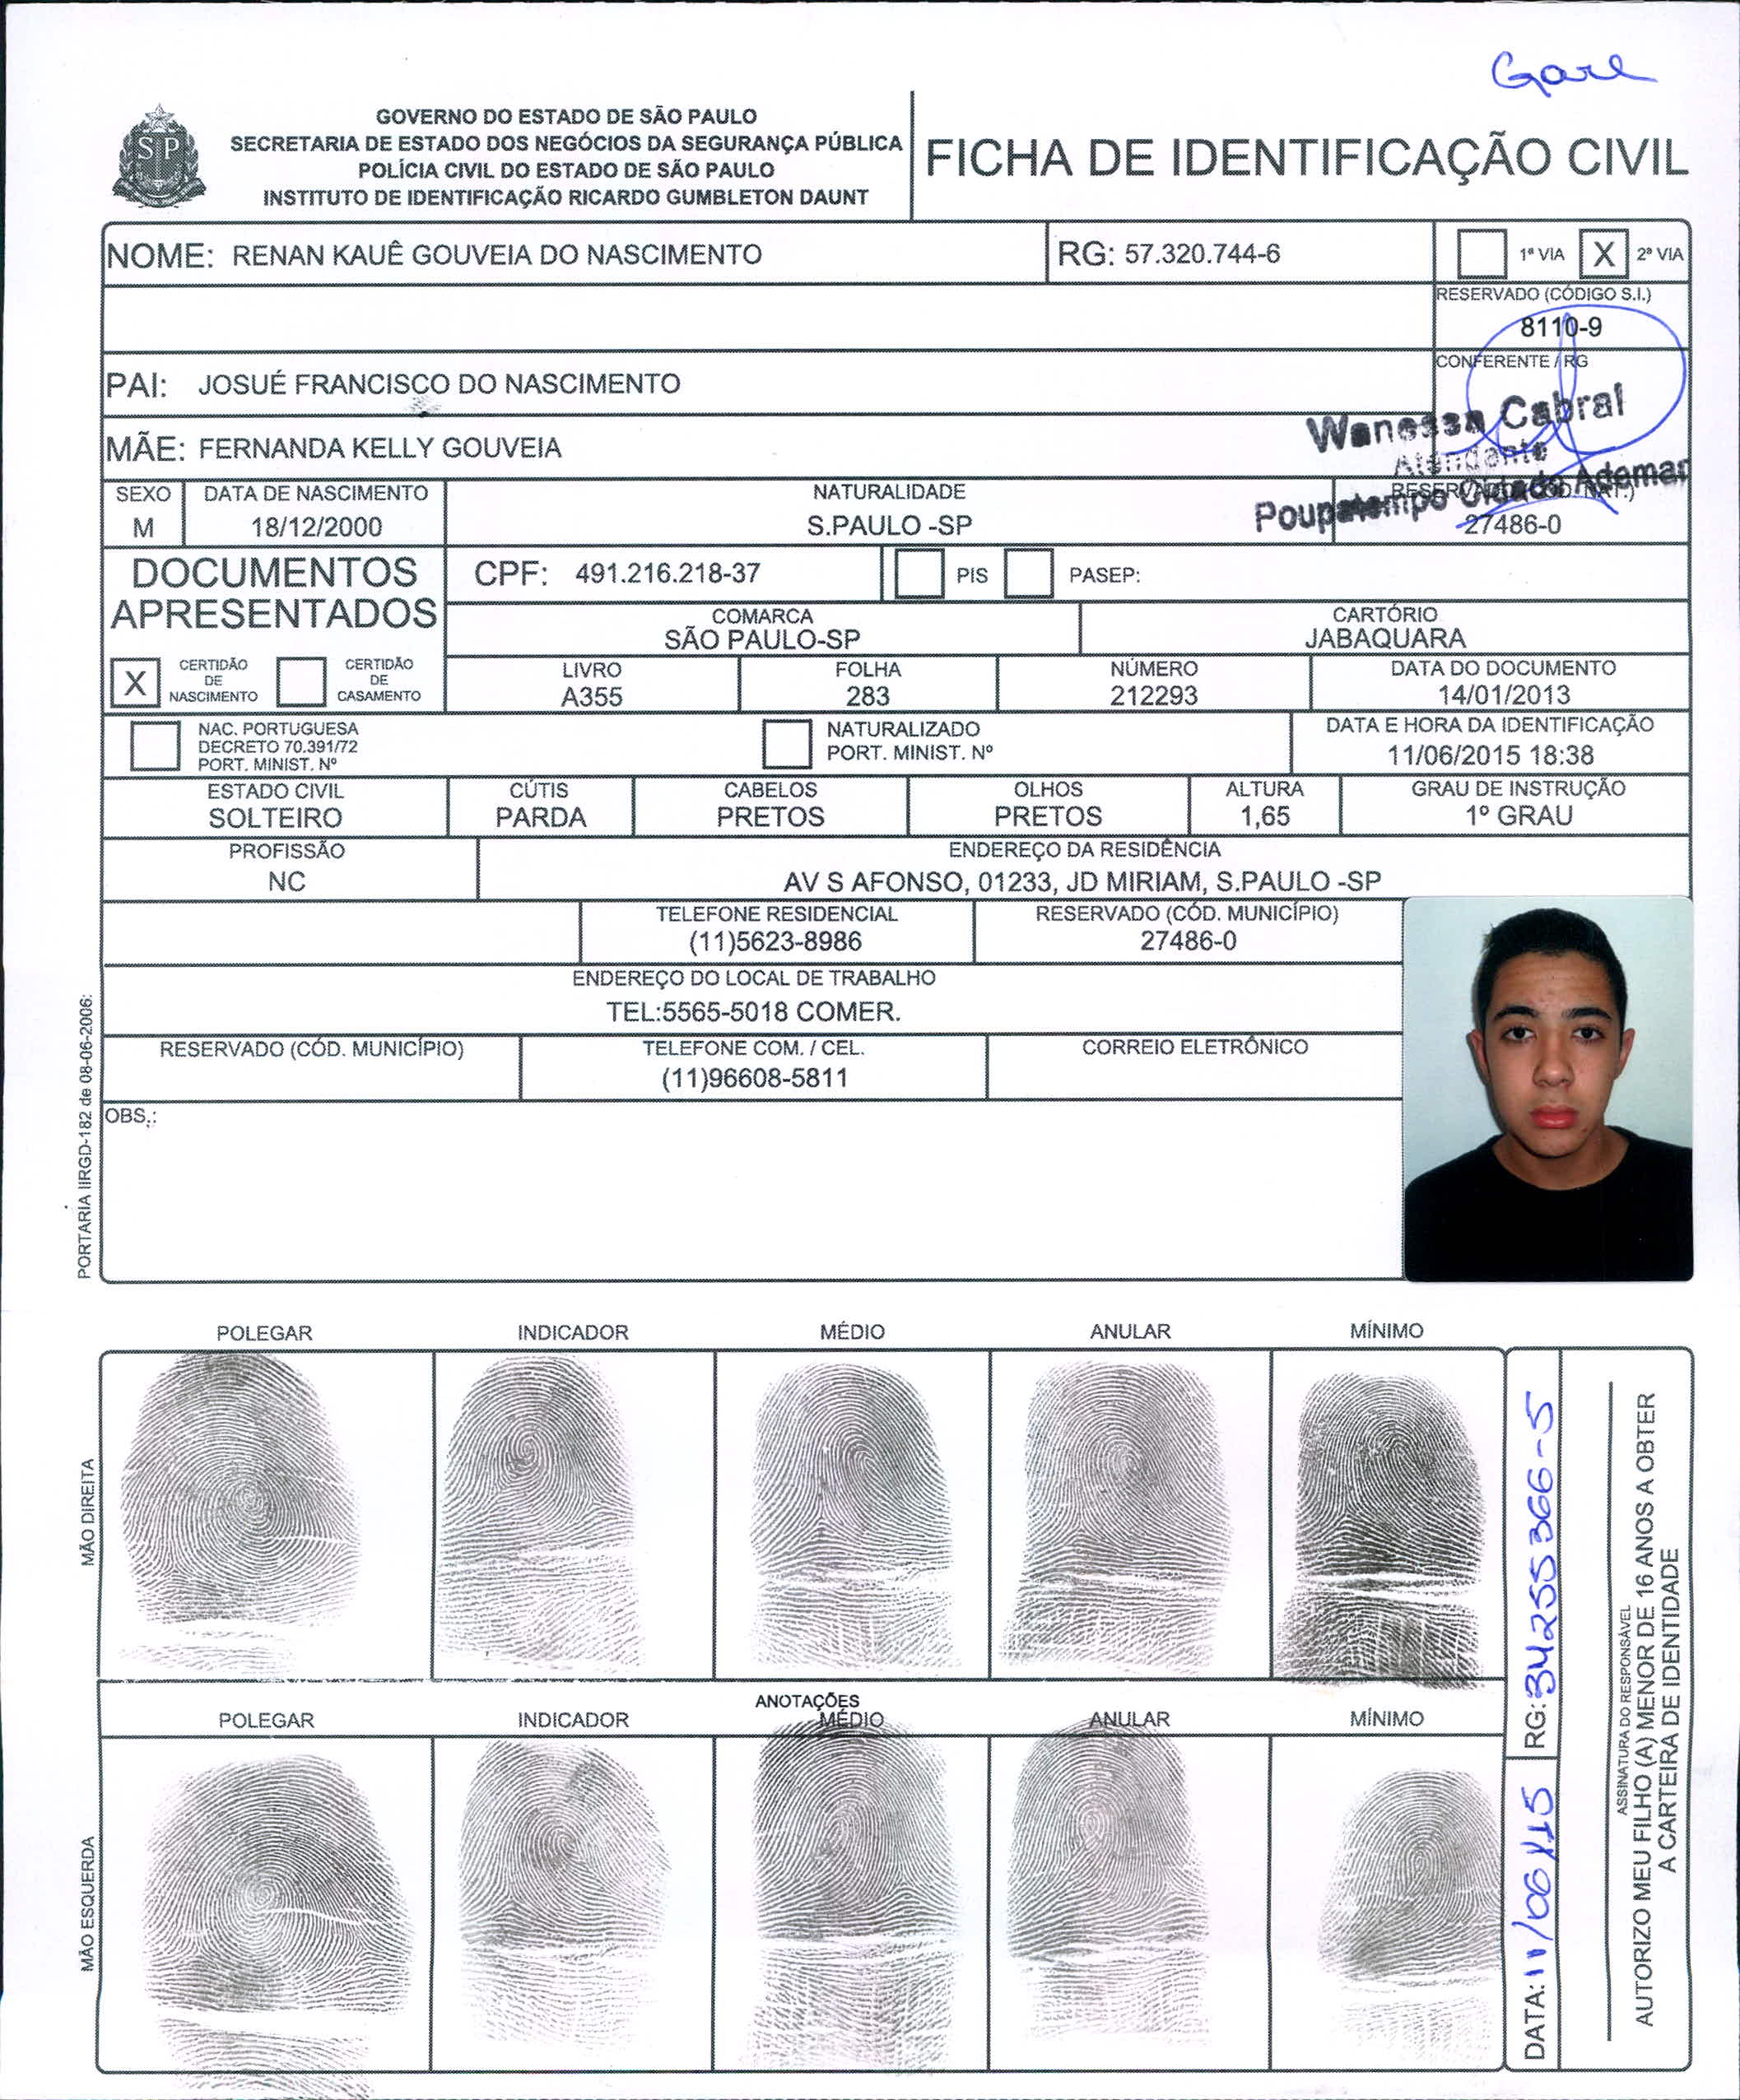 Gare
GOVERNO DO ESTADO DE SÃO PAULO
SECRETARIA DE ESTADO DOS NEGÓCIOS DA SEGURANÇA PÚBLICA
POLÍCIA CIVIL DO ESTADO DE SÃO PAULO
INSTITUTO DE IDENTIFICAÇÃO RICARDO GUMBLETON DAUNT
SP
FICHA DE IDENTIFICAÇÃO CIVIL
NOME: RENAN KAUÊ GOUVEIA DO NASCIMENTO
RG: 57.320.744-6
1ª VIA X 2ª VIA
RESERVADO (CÓDIGO S.I.)
8110-9
PAI: JOSUÉ FRANCISCO DO NASCIMENTO
CONFERENTE / RG
Wanessa Cabral
Atendante
Poupatempo Cidade Ademar
MÃE: FERNANDA KELLY GOUVEIA
SEXO
M
DATA DE NASCIMENTO
18/12/2000
NATURALIDADE
S.PAULO -SP
27486-0
DOCUMENTOS
APRESENTADOS
CPF: 491.216.218-37
PIS
PASEP:
COMARCA
SÃO PAULO-SP
CARTÓRIO
JABAQUARA
X
CERTIDÃO
DE
NASCIMENTO
CERTIDÃO
DE
CASAMENTO
LIVRO
A355
FOLHA
283
NÚMERO
212293
DATA DO DOCUMENTO
14/01/2013
NAC. PORTUGUESA
DECRETO 70.391/72
PORT. MINIST. Nº
NATURALIZADO
PORT. MINIST. Nº
DATA E HORA DA IDENTIFICAÇÃO
11/06/2015 18:38
ESTADO CIVIL
SOLTEIRO
CÚTIS
PARDA
CABELOS
PRETOS
OLHOS
PRETOS
ALTURA
1,65
GRAU DE INSTRUÇÃO
1º GRAU
PROFISSÃO
NC
ENDEREÇO DA RESIDÊNCIA
AV S AFONSO, 01233, JD MIRIAM, S.PAULO -SP
TELEFONE RESIDENCIAL
(11)5623-8986
RESERVADO (CÓD. MUNICÍPIO)
27486-0
ENDEREÇO DO LOCAL DE TRABALHO
TEL:5565-5018 COMER.
RESERVADO (CÓD. MUNICÍPIO)
TELEFONE COM. / CEL.
(11)96608-5811
CORREIO ELETRÔNICO
OBS.:
PORTARIA IIRGD-182 de 08-06-2006:
POLEGAR INDICADOR MÉDIO ANULAR MÍNIMO
MÃO DIREITA
ANOTAÇÕES
POLEGAR INDICADOR MÉDIO ANULAR MÍNIMO
MÃO ESQUERDA
DATA: 11/06/15 RG: 34255366-5
ASSINATURA DO RESPONSÁVEL
AUTORIZO MEU FILHO (A) MENOR DE 16 ANOS A OBTER
A CARTEIRA DE IDENTIDADE